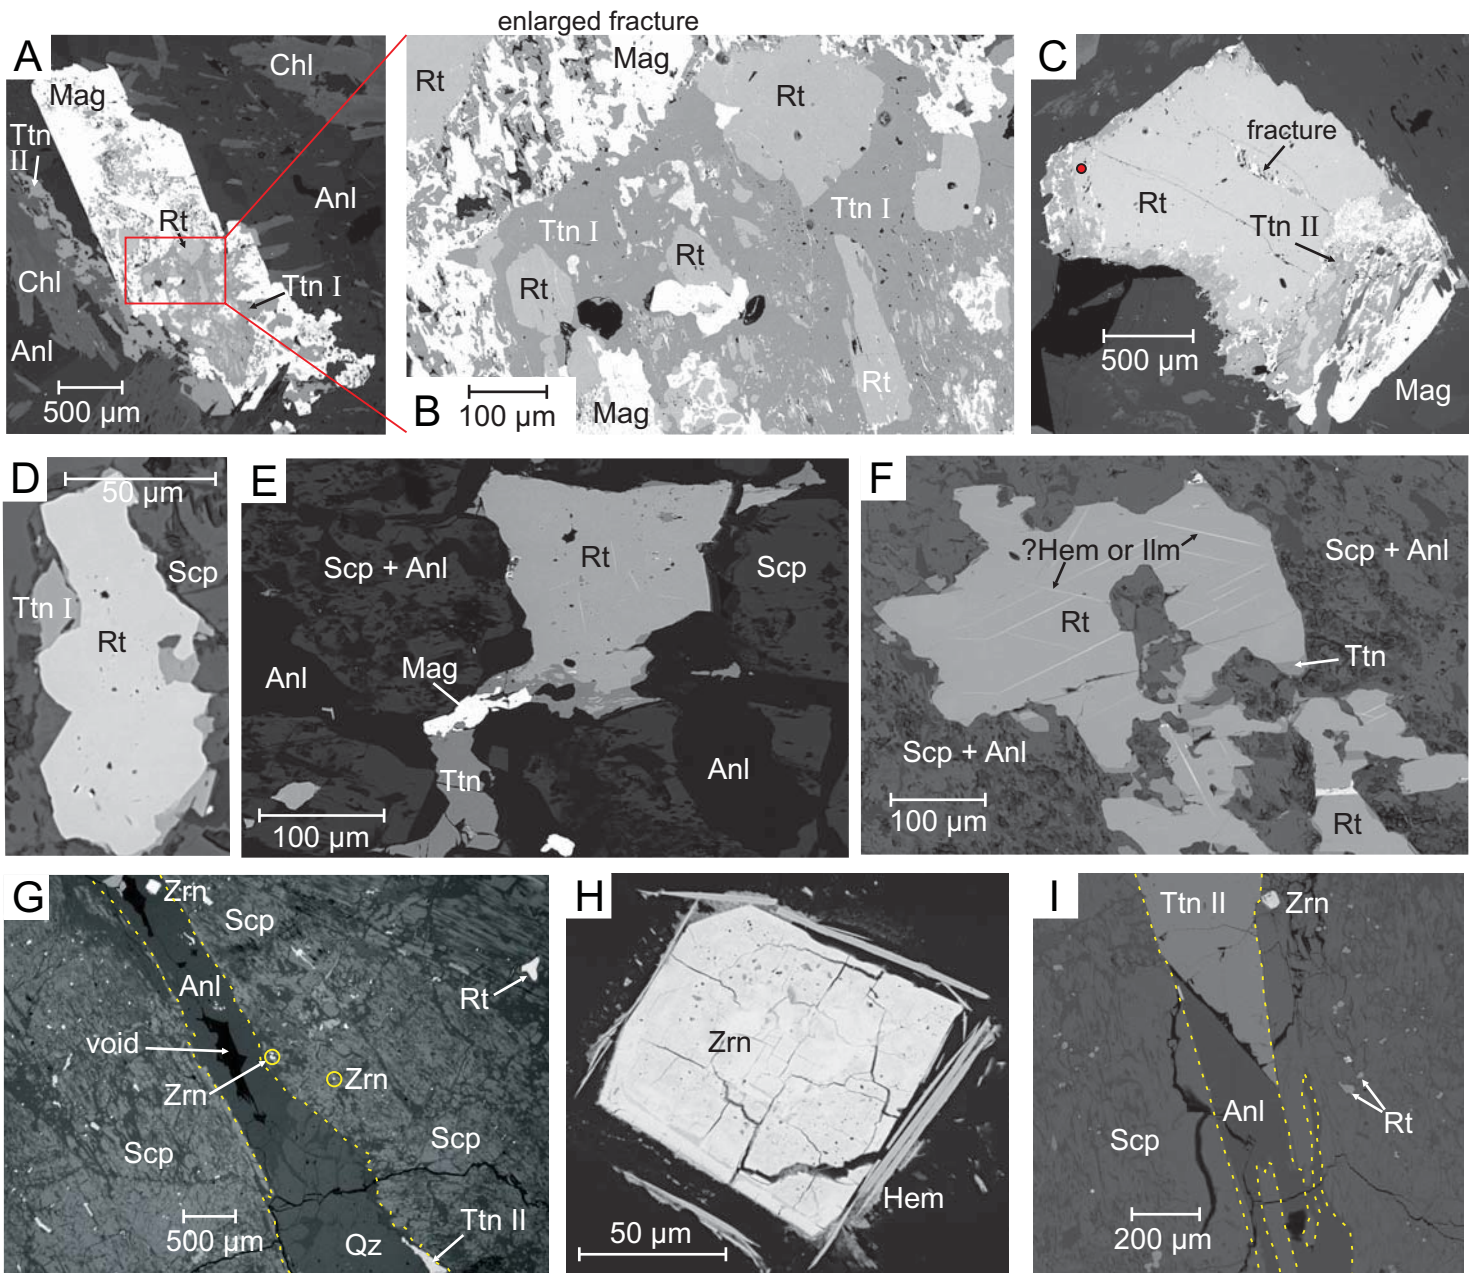 enlarged fracture
A
Mag
Chl
Ttn
II
Rt
Anl
Chl
Ttn I
Anl
500 µm
Rt
Mag
Rt
Ttn I
Ttn I
Rt
Rt
Rt
B
100 µm
Mag
C
fracture
Rt
Ttn II
500 µm
Mag
D
50 µm
Scp
Ttn I
Rt
E
Rt
Scp + Anl
Scp
Mag
Anl
Anl
Ttn
100 µm
F
?Hem or Ilm
Scp + Anl
Rt
Ttn
Scp + Anl
100 µm
Rt
G
Zrn
Scp
Rt
Anl
void
Zrn
Zrn
Scp
Scp
500 µm
Ttn II
Qz
H
Zrn
Hem
50 µm
I
Ttn II
Zrn
Anl
Rt
Scp
200 µm